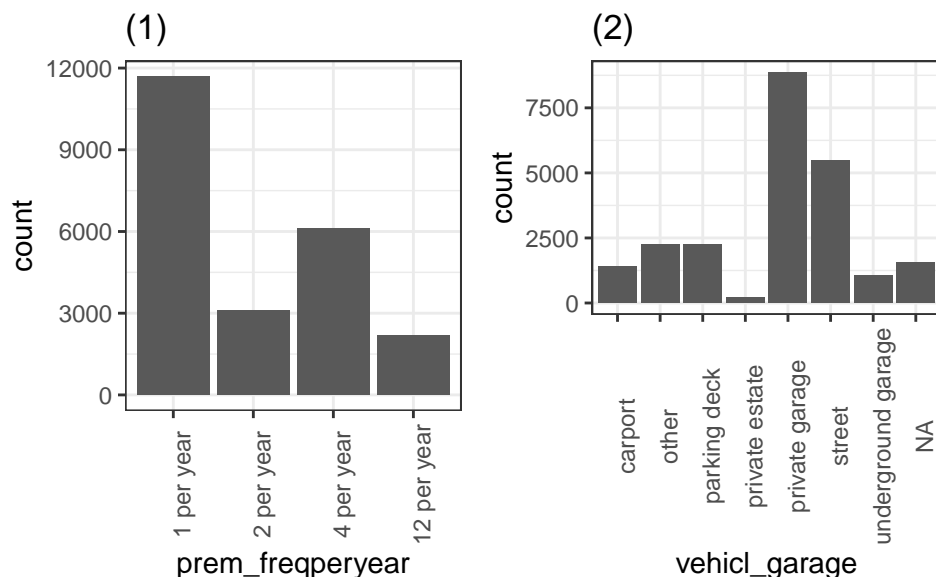 (1)
count
12000
9000
6000
3000
0
1 per year
2 per year
4 per year
12 per year
prem_freqperyear
(2)
count
7500
5000
2500
0
carport
other
parking deck
private estate
private garage
street
underground garage
NA
vehicl_garage